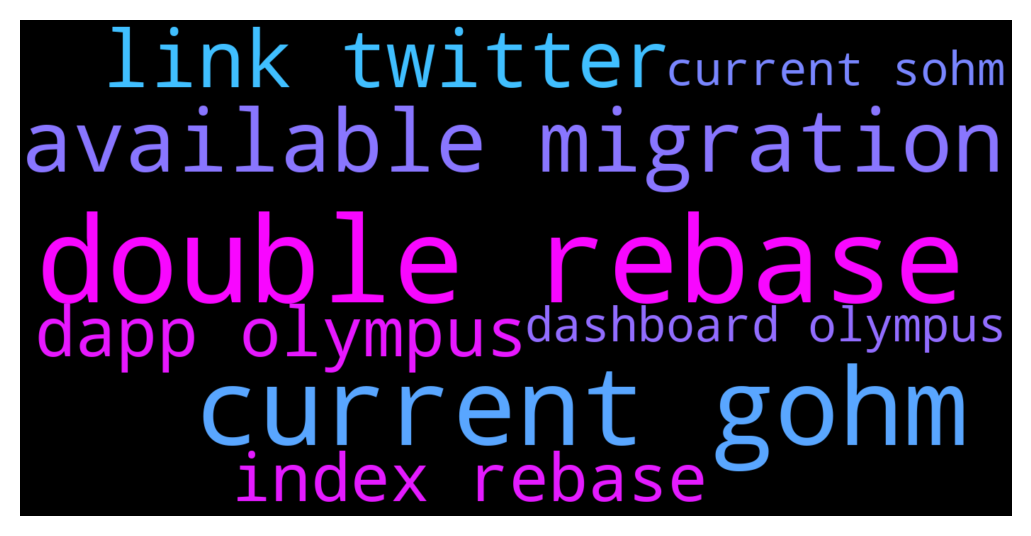 link twitter
current sohm
available migration
double rebase
dapp olympus
dashboard olympus
current gohm
index rebase